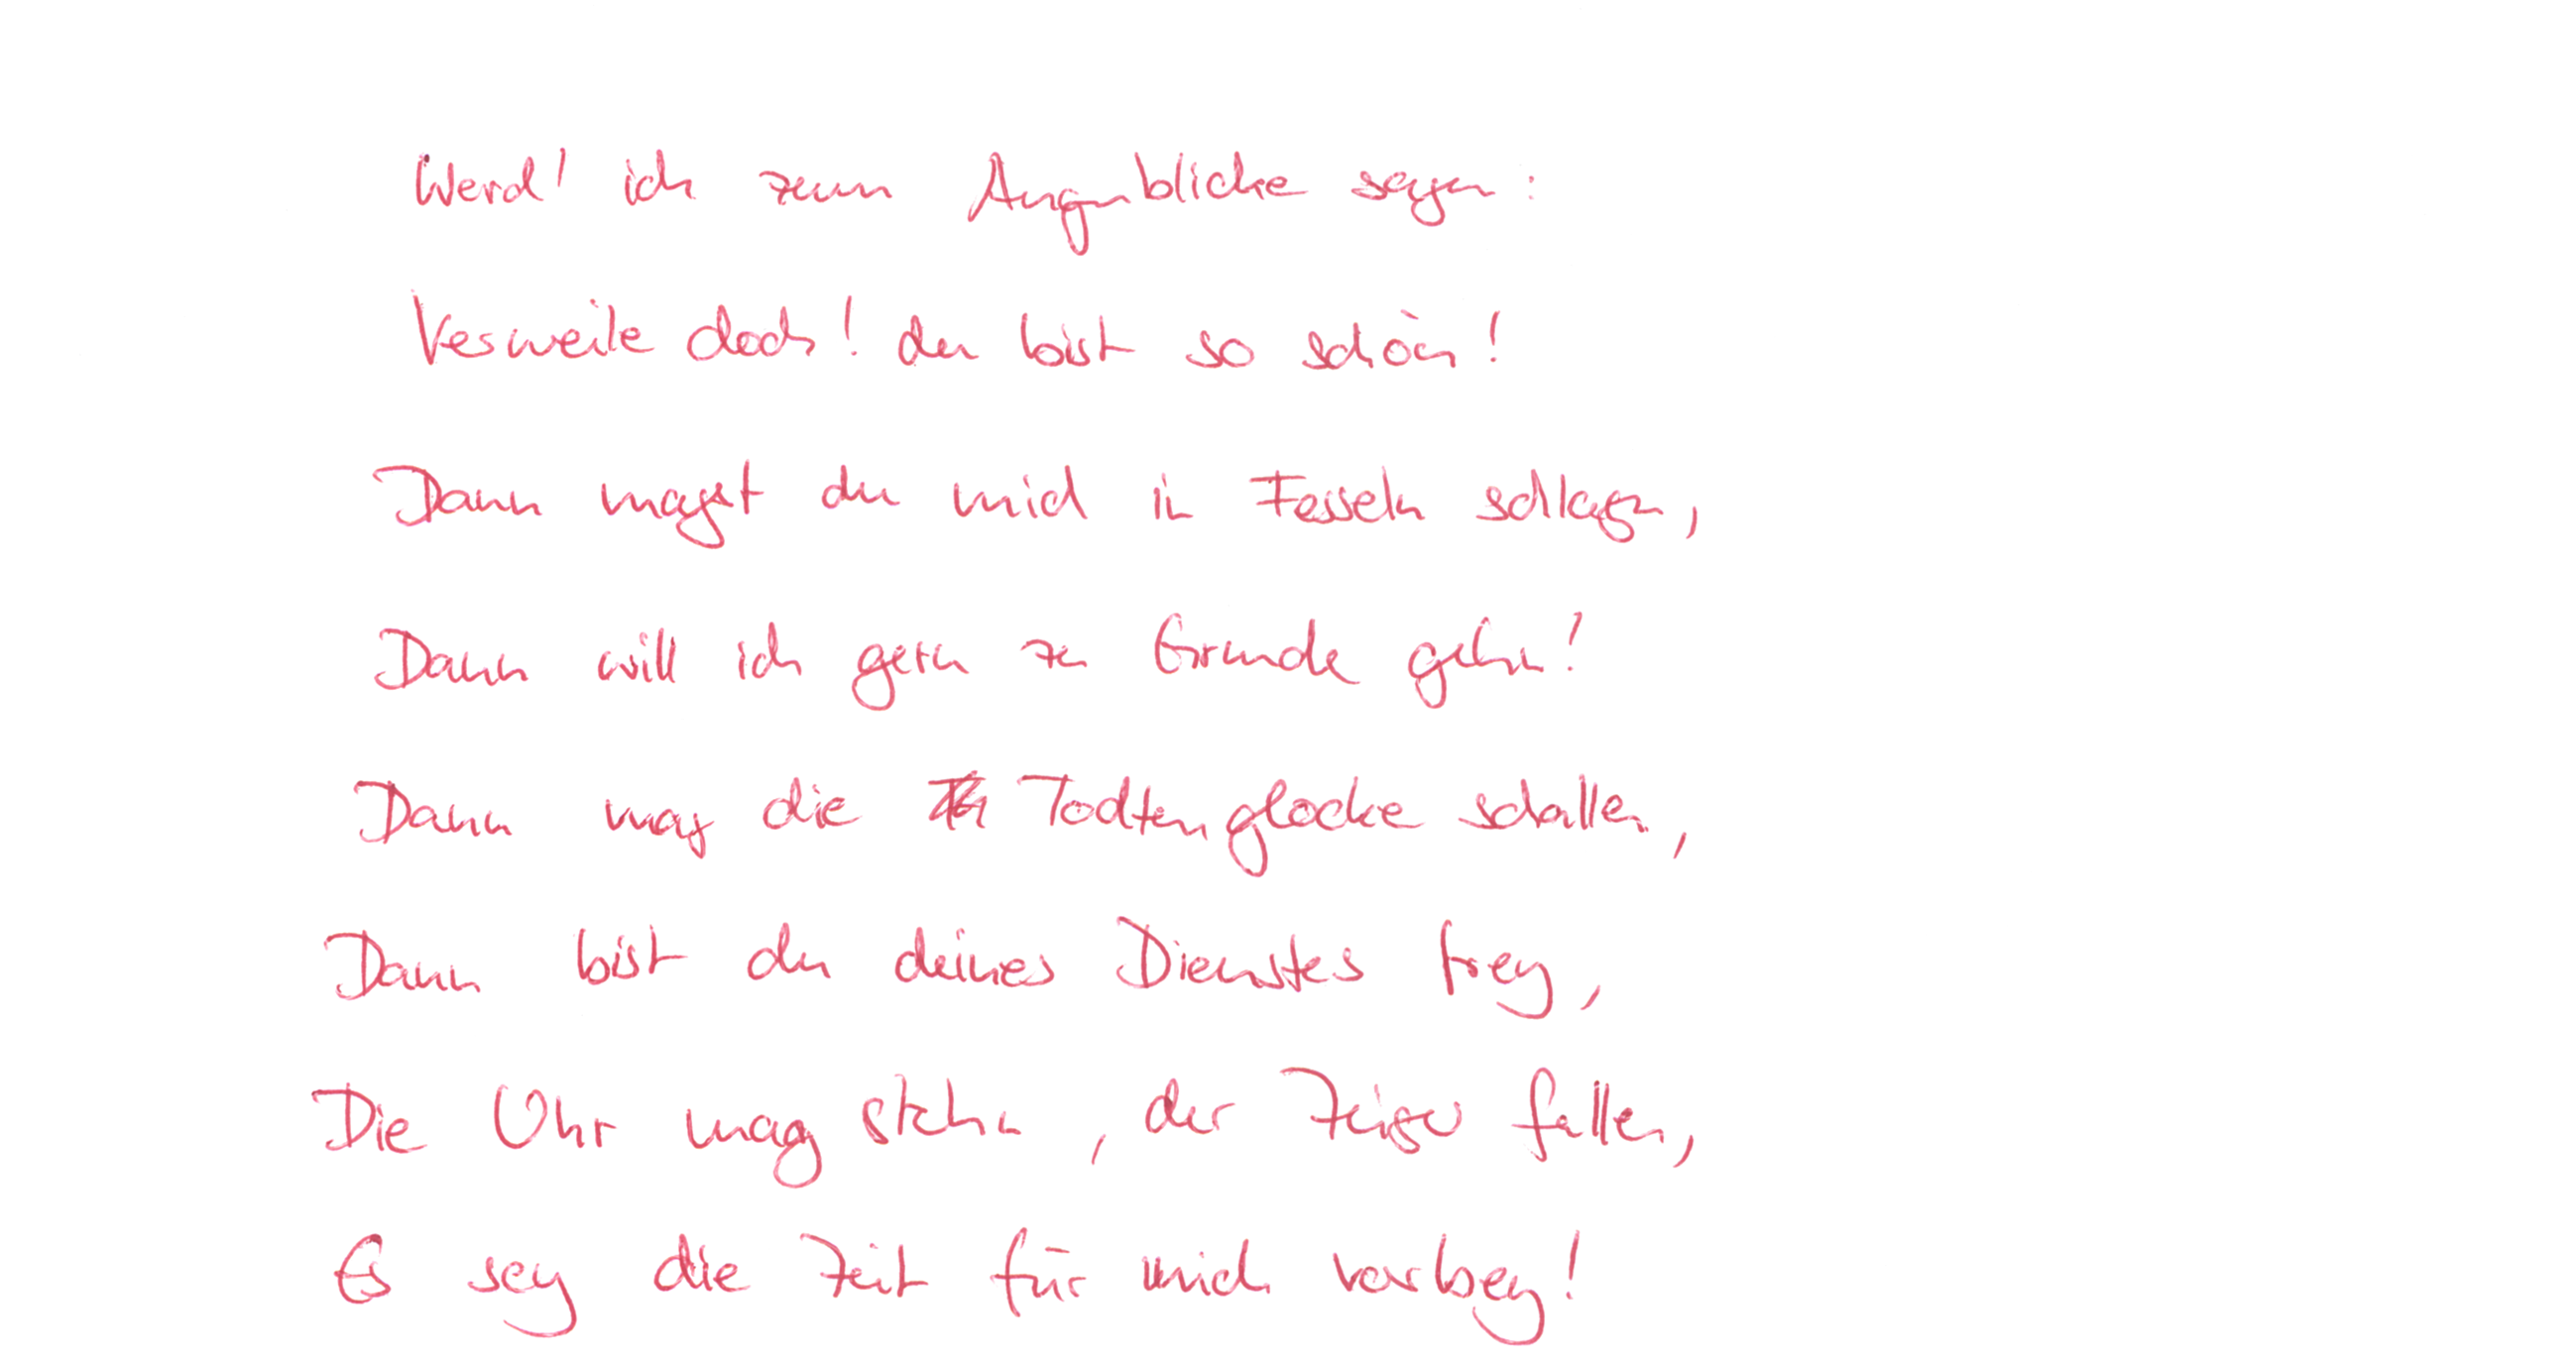 Werd' ich zum Augenblicke sagen:
Verweile doch! du bist so schön!
Dann magst du mich in Fesseln schlagen,
Dann will ich gern zu Grunde gehn!
Dann mag die Todtenglocke schallen,
Dann bist du deines Dienstes frey,
Die Uhr mag stehn, der Zeiger fallen,
Es sey die Zeit für mich vorbey!